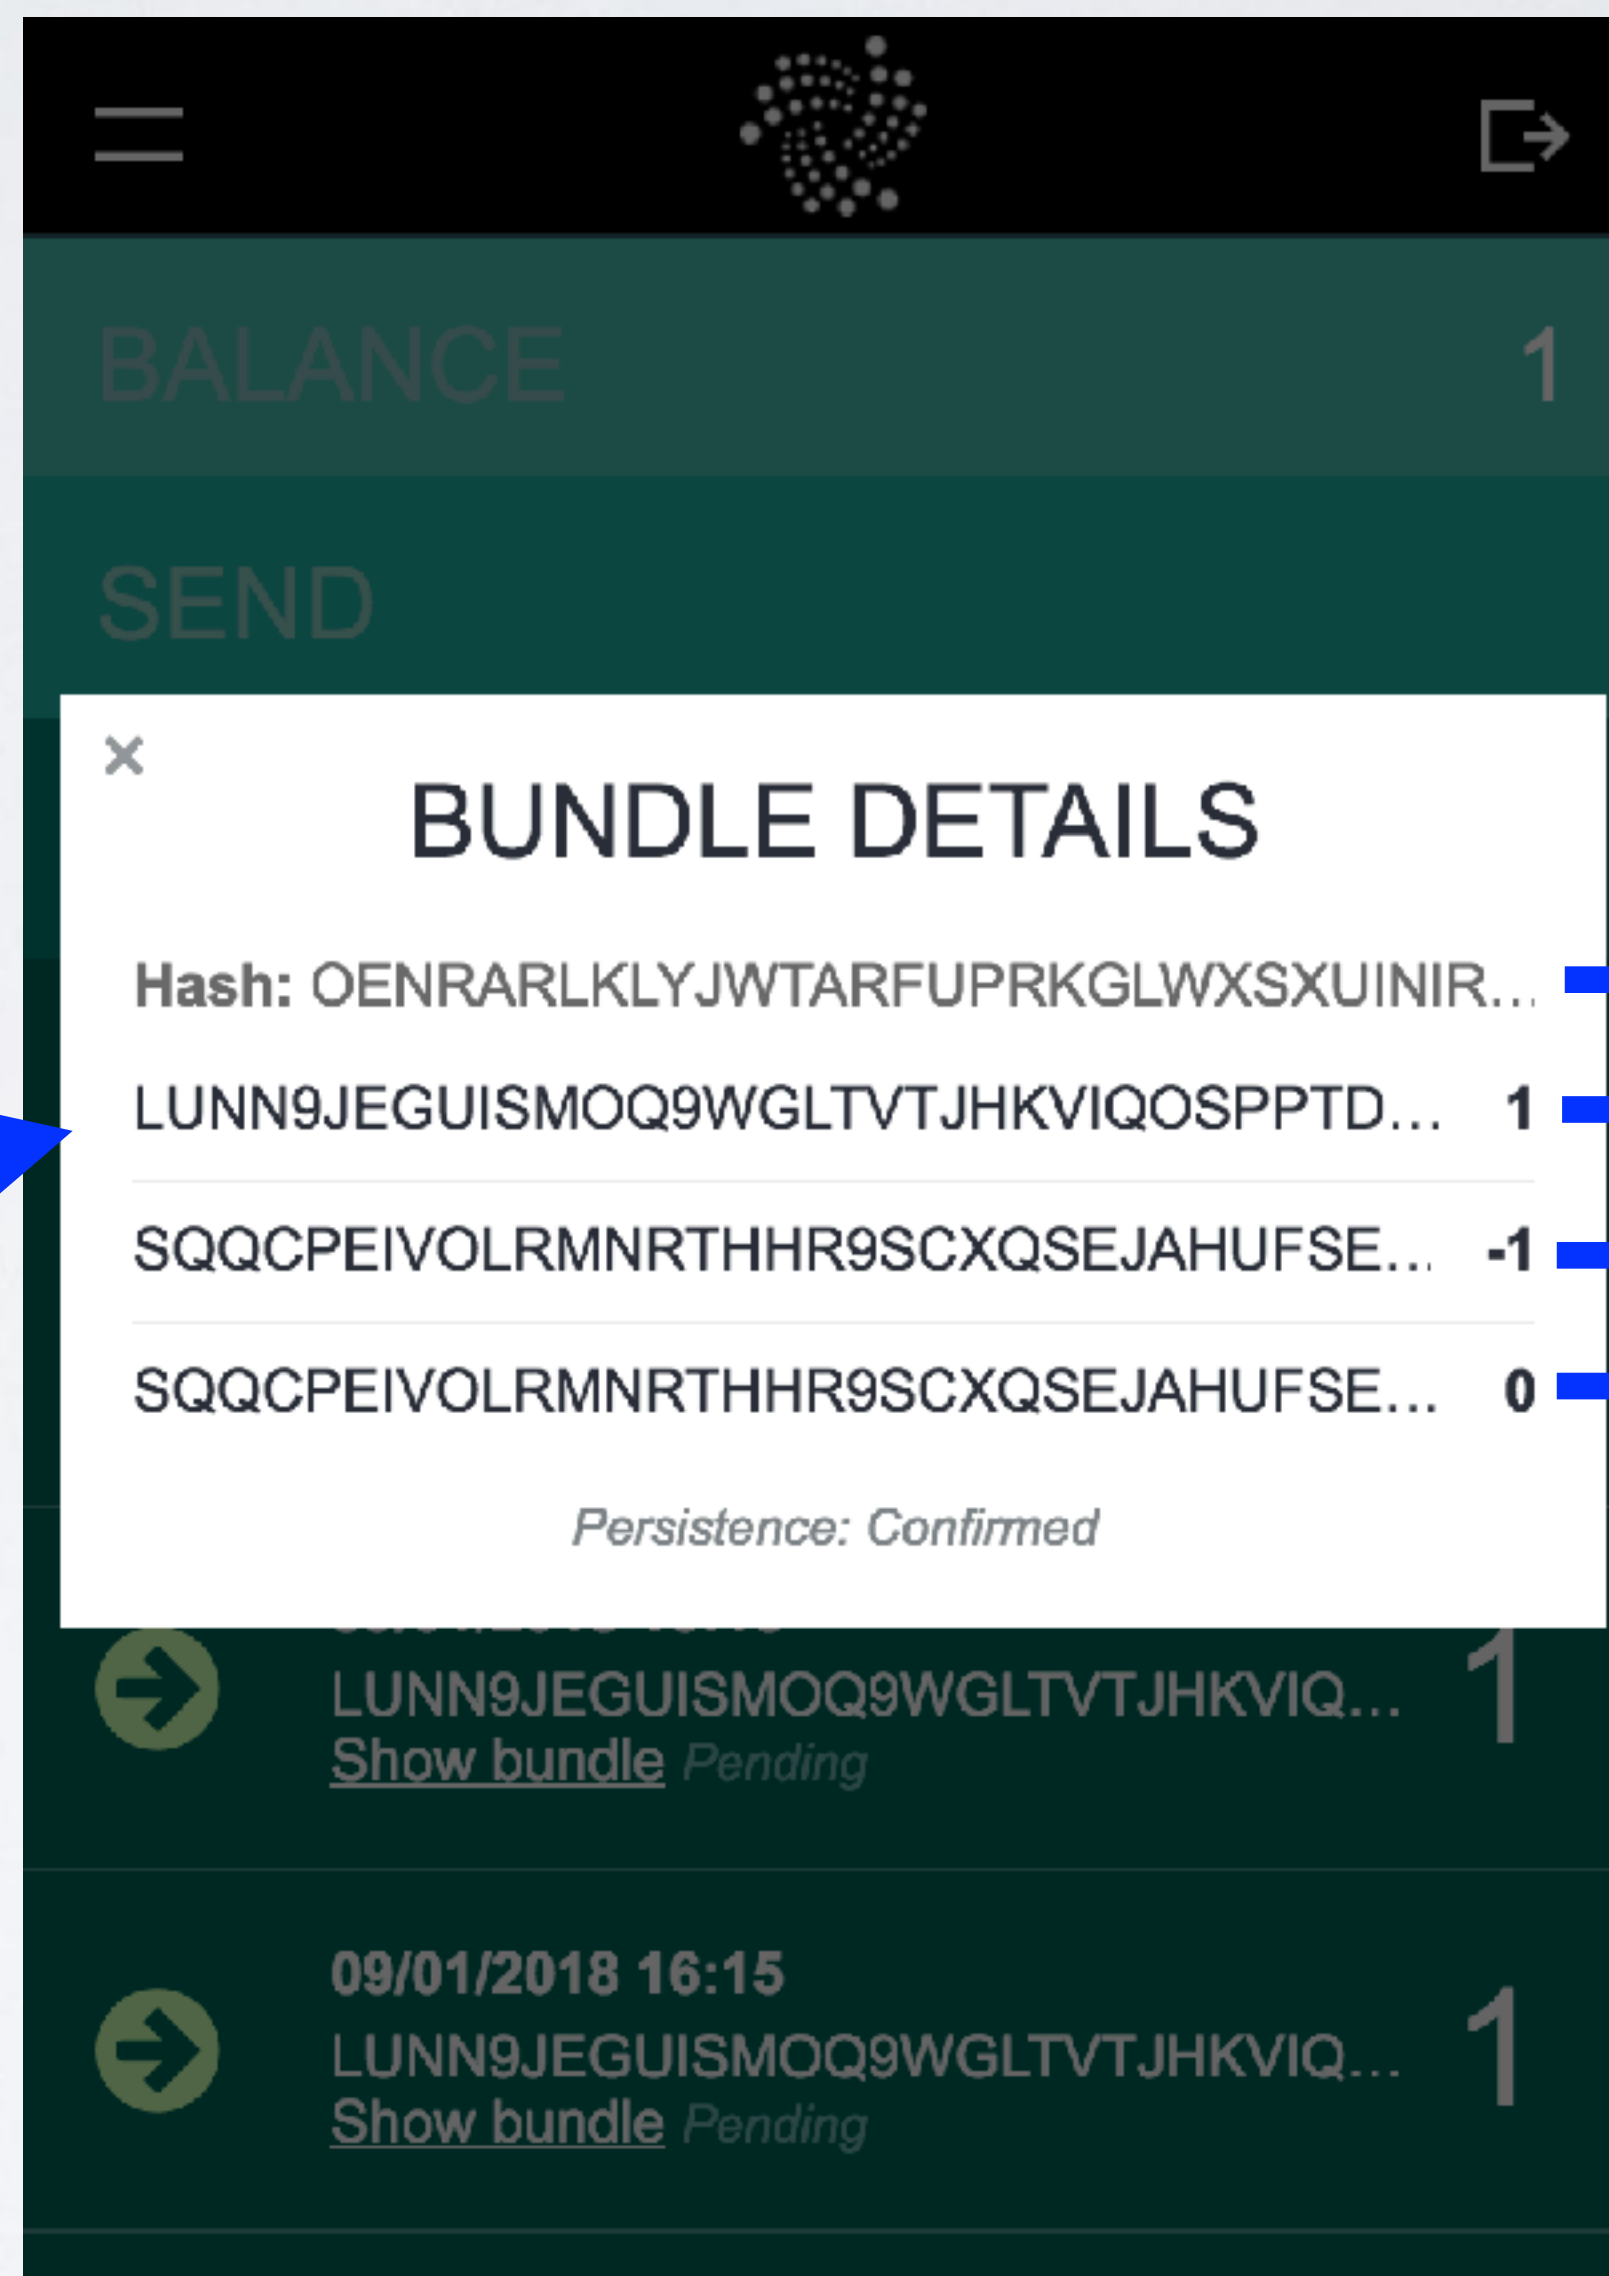 BALANCE 1
SEND
×
BUNDLE DETAILS
Hash: OENRARLKLYJWTARFUPRKGLWXSXUINIR...
LUNN9JEGUISMOQ9WGLTVTJHKVIQOSPPTD... 1
SQQCPEIVOLRMNRTHHR9SCXQSEJAHUFSE... -1
SQQCPEIVOLRMNRTHHR9SCXQSEJAHUFSE... 0
Persistence: Confirmed
LUNN9JEGUISMOQ9WGLTVTJHKVIQ... 1
Show bundle Pending
09/01/2018 16:15
LUNN9JEGUISMOQ9WGLTVTJHKVIQ... 1
Show bundle Pending